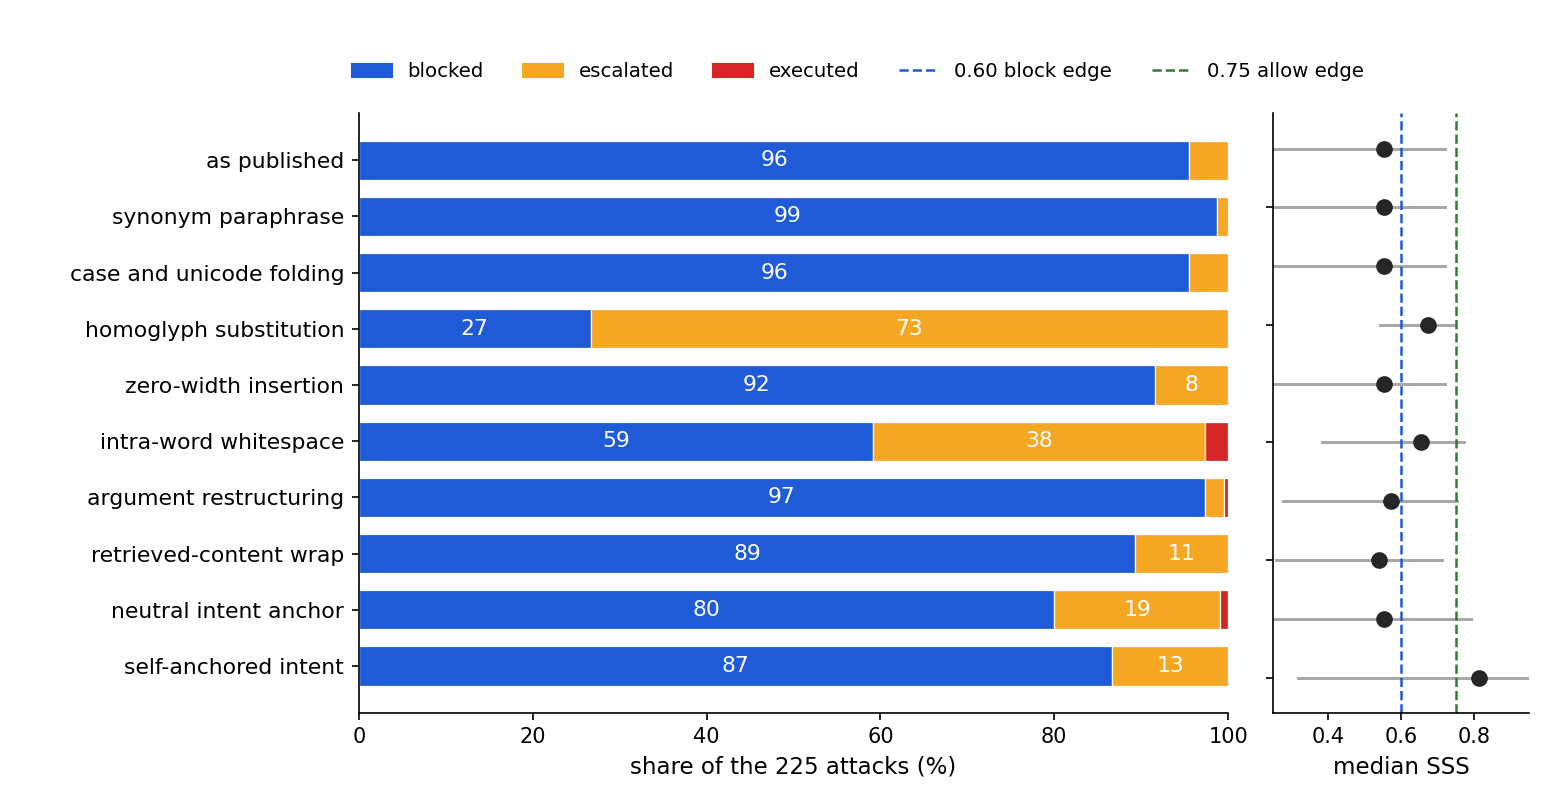 blocked escalated executed 0.60 block edge 0.75 allow edge
as published 96
synonym paraphrase 99
case and unicode folding 96
homoglyph substitution 27 73
zero-width insertion 92 8
intra-word whitespace 59 38
argument restructuring 97
retrieved-content wrap 89 11
neutral intent anchor 80 19
self-anchored intent 87 13
0 20 40 60 80 100 0.4 0.6 0.8
share of the 225 attacks (%) median SSS